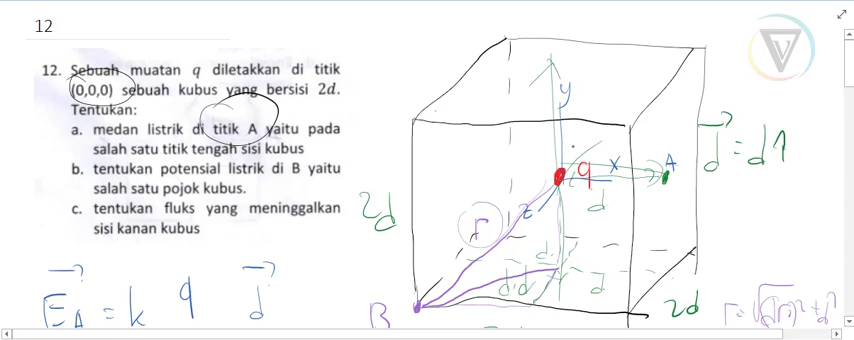 12
12. Sebuah muatan q diletakkan di titik
(0,0,0) sebuah kubus yang bersisi 2d.
Tentukan:
a. medan listrik di titik A yaitu pada
salah satu titik tengah sisi kubus
b. tentukan potensial listrik di B yaitu
salah satu pojok kubus.
c. tentukan fluks yang meninggalkan
sisi kanan kubus
y
q
x
A
d
z
r
2d
d
d
B
2d
d = d î
E_A = k q d